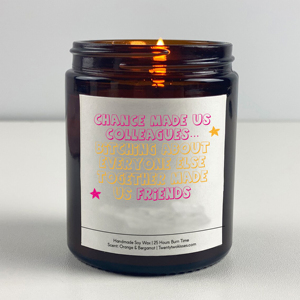 CHANCE MADE US
COLLEAGUES...
BITCHING ABOUT
EVERYONE ELSE
TOGETHER MADE
US FRIENDS
Handmade Soy Wax | 25 Hours Burn Time
Scent: Orange & Bergamot |